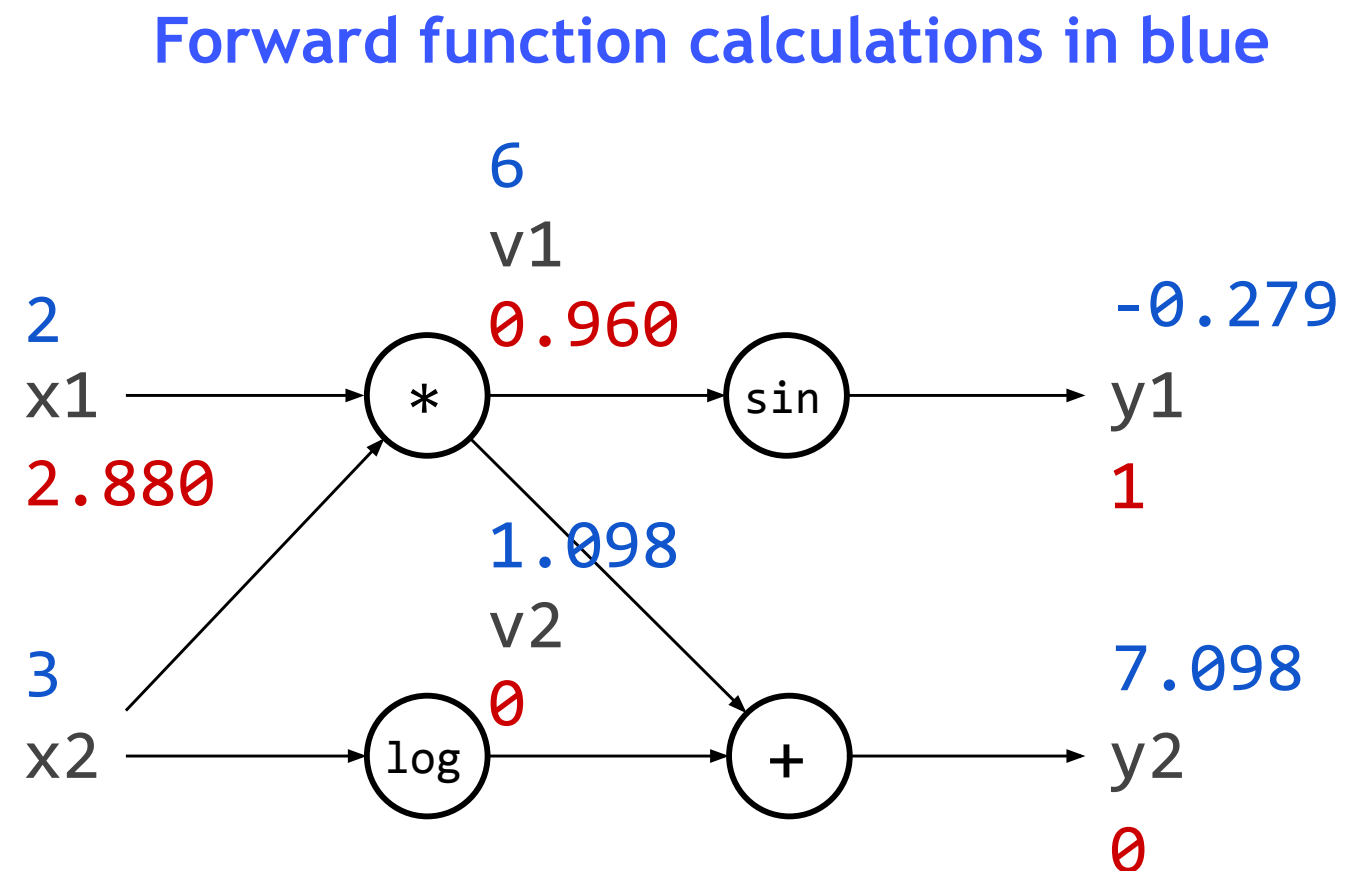 Forward function calculations in blue
6
v1
0.960
2
x1
2.880
*
sin
-0.279
y1
1
1.098
v2
0
3
x2
log
+
7.098
y2
0